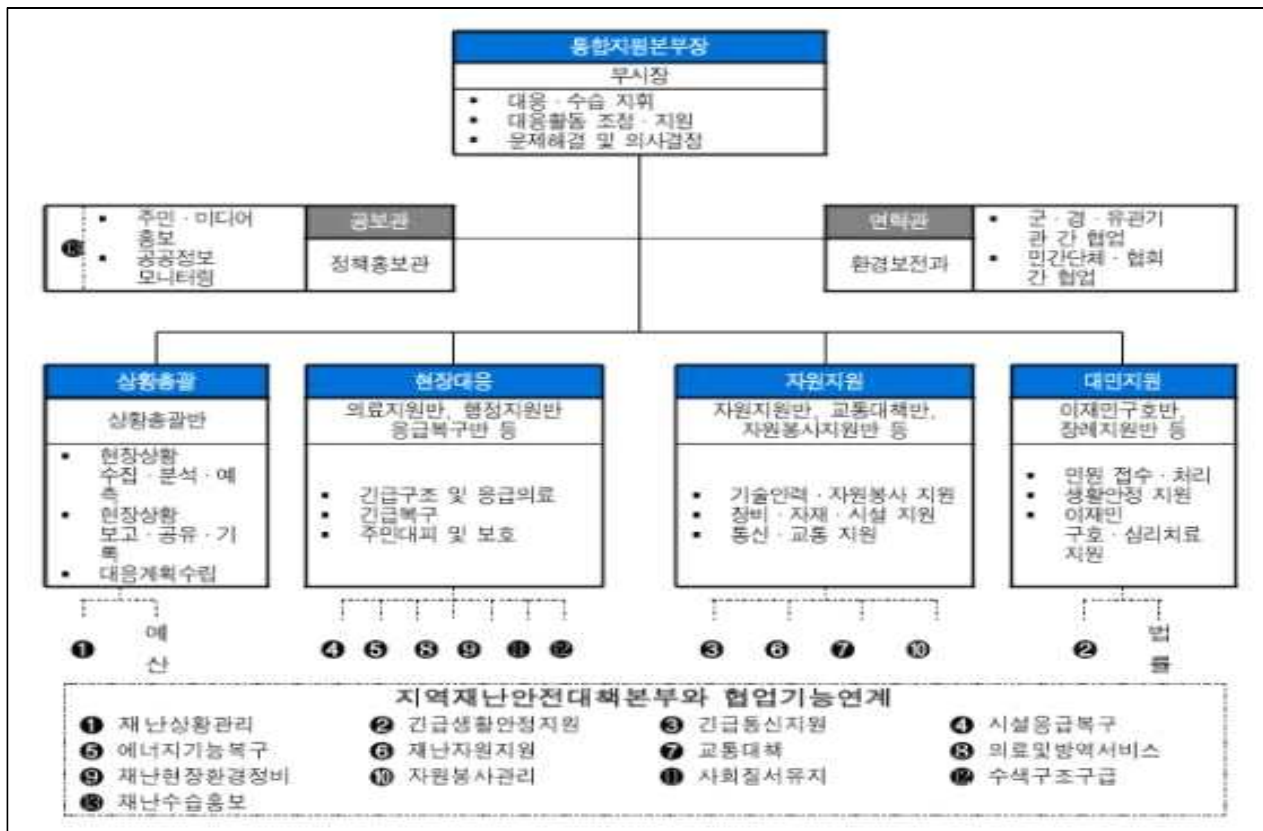 통합지원본부장
부시장
▪ 대응 · 수습 지휘
▪ 대응활동 조정 · 지원
▪ 문제해결 및 의사결정
⓭
▪ 주민 · 미디어
홍보
▪ 공공정보
모니터링
공보관
정책홍보관
연락관
환경보전과
▪ 군 · 경 · 유관기
관 간 협업
▪ 민간단체 · 협회
간 협업
상황총괄
상황총괄반
▪ 현장상황
수집 · 분석 · 예
측
▪ 현장상황
보고 · 공유 · 기
록
▪ 대응계획수립
현장대응
의료지원반, 행정지원반
응급복구반 등
▪ 긴급구조 및 응급의료
▪ 긴급복구
▪ 주민대피 및 보호
자원지원
자원지원반, 교통대책반,
자원봉사지원반 등
▪ 기술인력 · 자원봉사 지원
▪ 장비 · 자재 · 시설 지원
▪ 통신 · 교통 지원
대민지원
이재민구호반,
장례지원반 등
▪ 민원 접수 · 처리
▪ 생활안정 지원
▪ 이재민
구호 · 심리치료
지원
❶ 예산
❹ ❺ ❽ ❾ ⓫ ⓬
❸ ❻ ❼ ❿
❷ 법률
지역재난안전대책본부와 협업기능연계
❶ 재난상황관리 ❷ 긴급생활안정지원 ❸ 긴급통신지원 ❹ 시설응급복구
❺ 에너지기능복구 ❻ 재난자원지원 ❼ 교통대책 ❽ 의료및방역서비스
❾ 재난현장환경정비 ❿ 자원봉사관리 ⓫ 사회질서유지 ⓬ 수색구조구급
⓭ 재난수습홍보